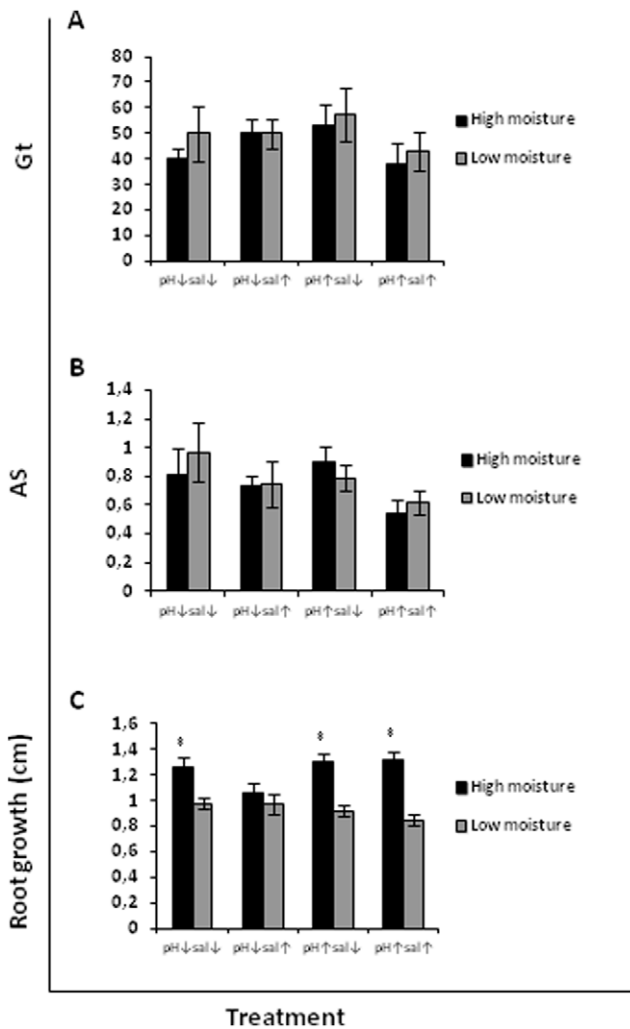 A
Gt
80
70
60
50
40
30
20
10
0
pH↓sal↓ pH↓sal↑ pH↑sal↓ pH↑sal↑
High moisture
Low moisture
B
AS
1,4
1,2
1
0,8
0,6
0,4
0,2
0
pH↓sal↓ pH↓sal↑ pH↑sal↓ pH↑sal↑
High moisture
Low moisture
C
Root growth (cm)
1,6
1,4
1,2
1
0,8
0,6
0,4
0,2
0
* * *
pH↓sal↓ pH↓sal↑ pH↑sal↓ pH↑sal↑
High moisture
Low moisture
Treatment